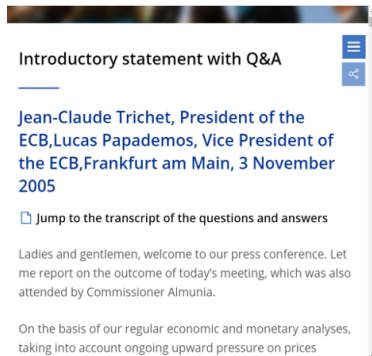 Introductory statement with Q&A
Jean-Claude Trichet, President of the
ECB,Lucas Papademos, Vice President of
the ECB,Frankfurt am Main, 3 November
2005
Jump to the transcript of the questions and answers
Ladies and gentlemen, welcome to our press conference. Let
me report on the outcome of today's meeting, which was also
attended by Commissioner Almunia.
On the basis of our regular economic and monetary analyses,
taking into account ongoing upward pressure on prices